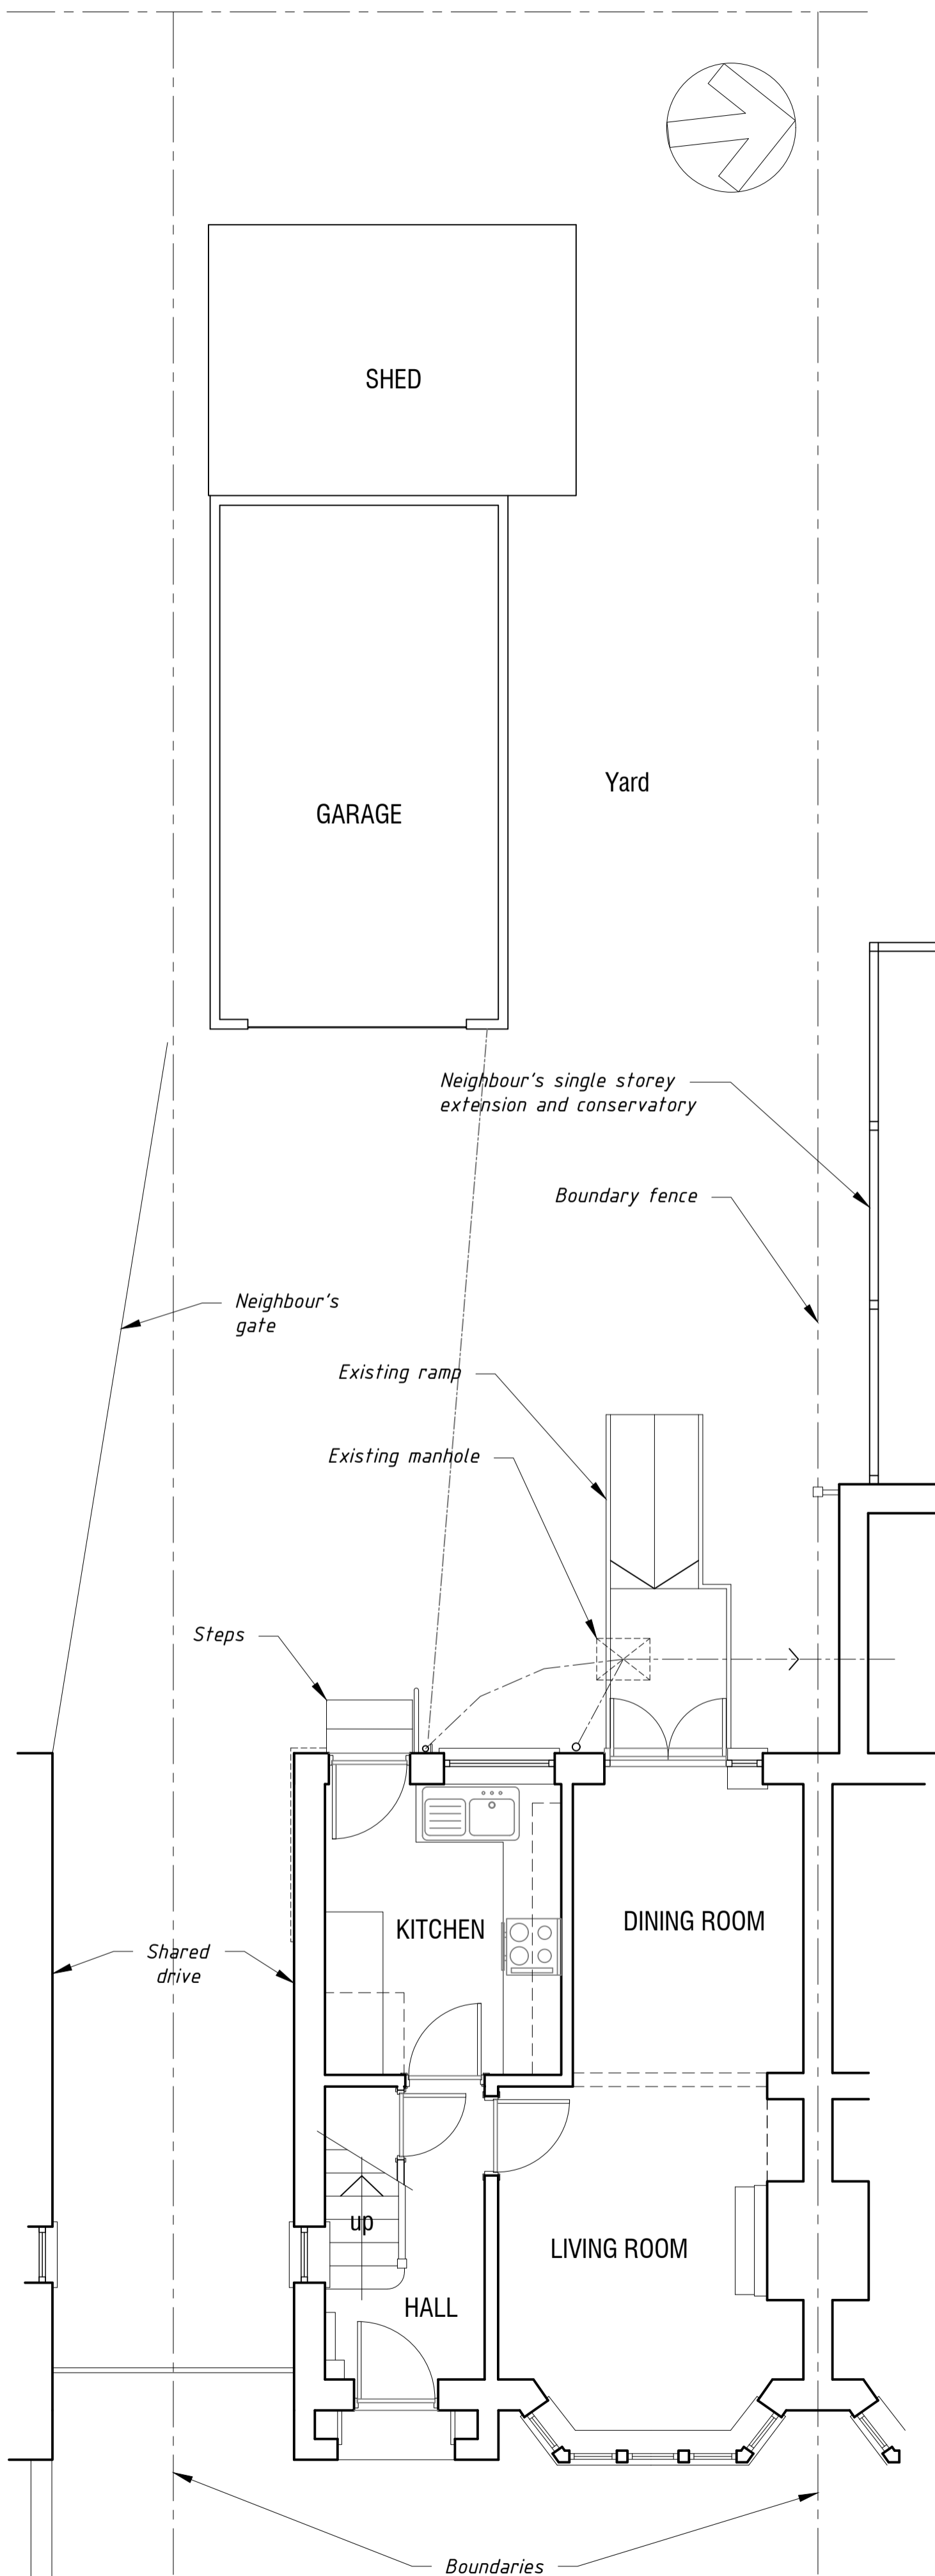 SHED
Yard
GARAGE
Neighbour's single storey
extension and conservatory
Boundary fence
Neighbour's
gate
Existing ramp
Existing manhole
Steps
KITCHEN
DINING ROOM
Shared
drive
up
LIVING ROOM
HALL
Boundaries